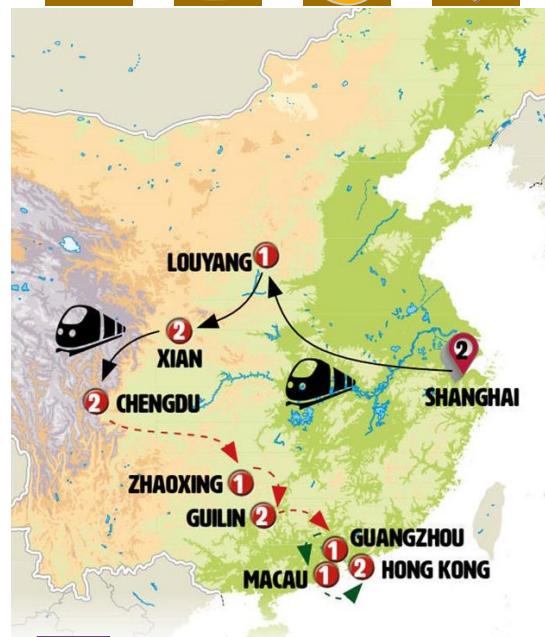 LOUYANG 1
2
XIAN
2
SHANGHAI
2 CHENGDU
ZHAOXING 1
GUILIN 2
GUANGZHOU
1
MACAU 1
2 HONG KONG